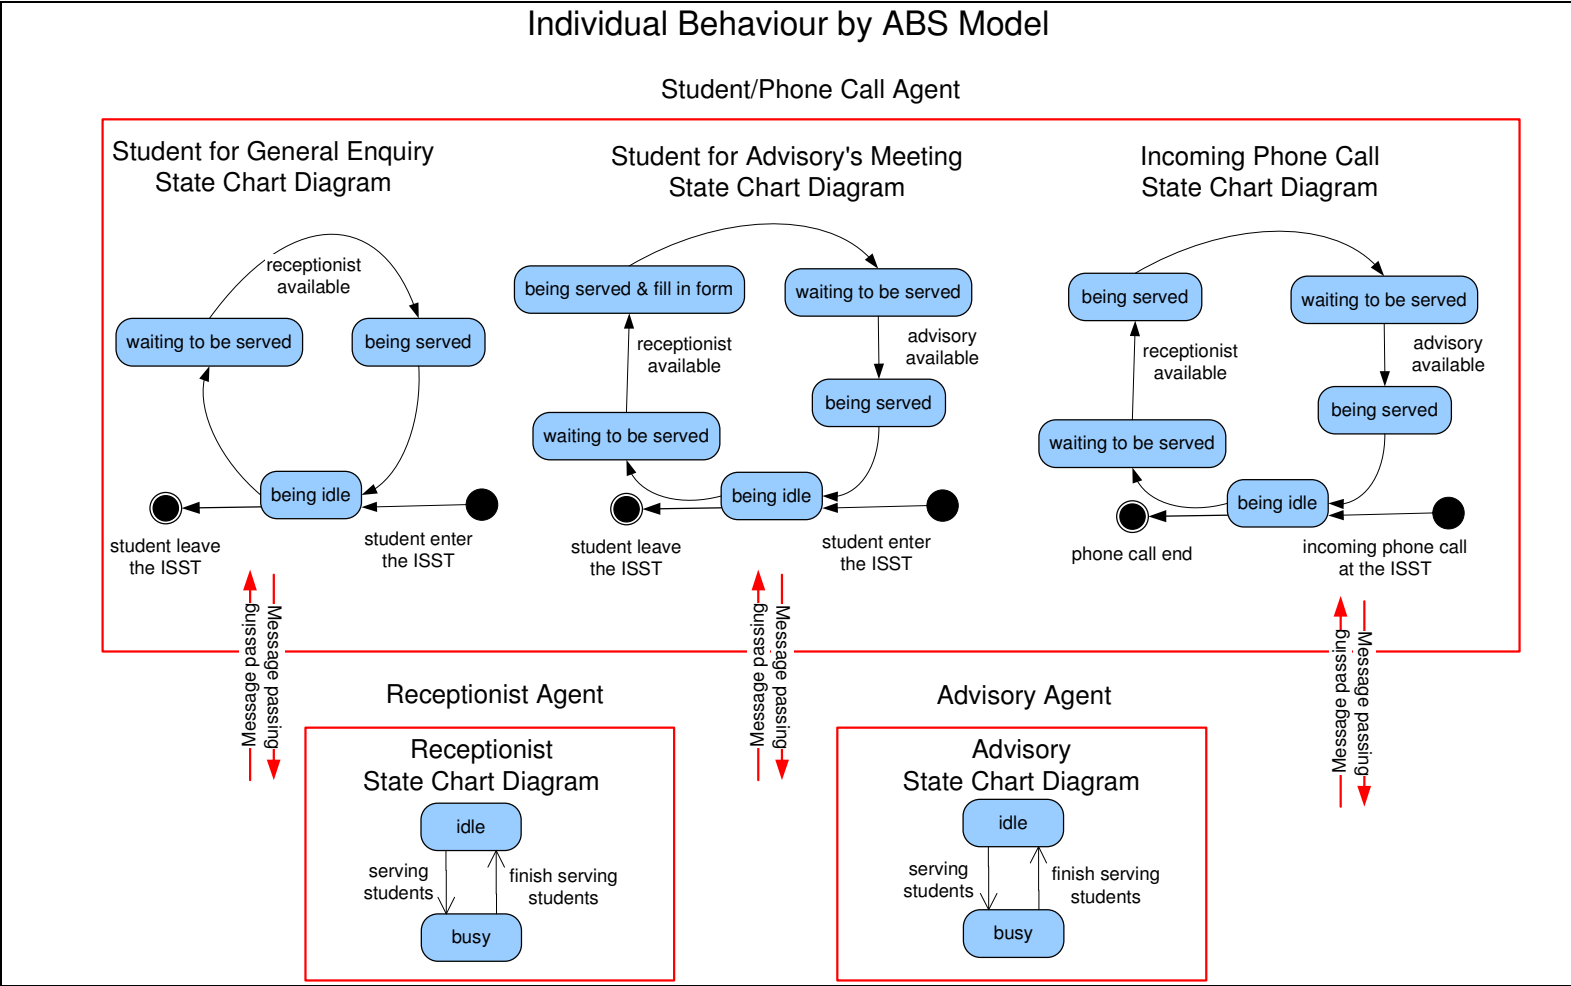 Individual Behaviour by ABS Model
Student/Phone Call Agent
Student for General Enquiry
State Chart Diagram
receptionist
available
waiting to be served
being served
being idle
student leave
the ISST
student enter
the ISST
Student for Advisory's Meeting
State Chart Diagram
being served & fill in form
waiting to be served
receptionist
available
advisory
available
being served
waiting to be served
being idle
student leave
the ISST
student enter
the ISST
Incoming Phone Call
State Chart Diagram
being served
waiting to be served
receptionist
available
advisory
available
being served
waiting to be served
being idle
phone call end
incoming phone call
at the ISST
Message passing
Message passing
Message passing
Message passing
Message passing
Message passing
Receptionist Agent
Receptionist
State Chart Diagram
idle
serving
students
finish serving
students
busy
Advisory Agent
Advisory
State Chart Diagram
idle
serving
students
finish serving
students
busy